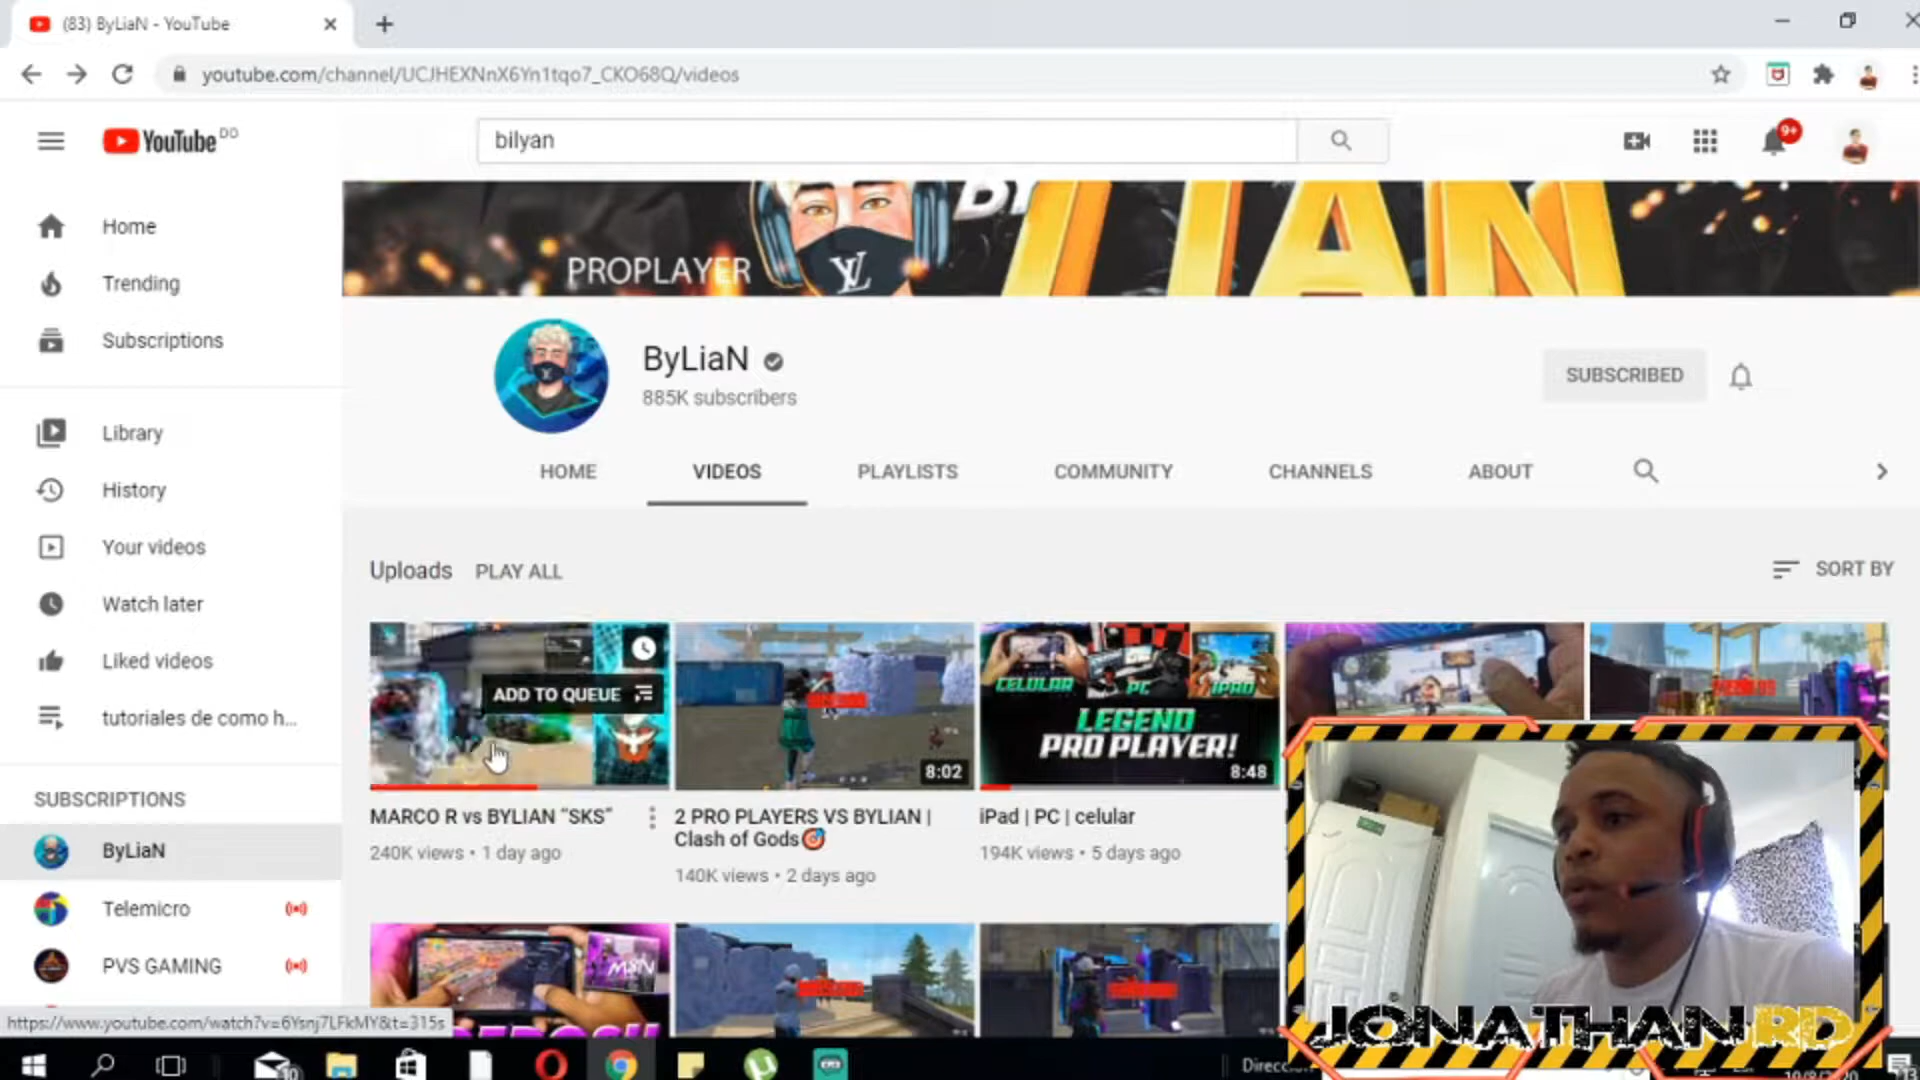 (83) ByLiaN - YouTube
youtube.com/channel/UCJHEXNnX6Yn1tqo7_CKO68Q/videos
YouTube DO
bilyan
9+
Home
Trending
Subscriptions
Library
History
Your videos
Watch later
Liked videos
tutoriales de como h...
SUBSCRIPTIONS
ByLiaN
Telemicro
PVS GAMING
PROPLAYER
LIAN
ByLiaN
885K subscribers
SUBSCRIBED
HOME
VIDEOS
PLAYLISTS
COMMUNITY
CHANNELS
ABOUT
Uploads
PLAY ALL
SORT BY
ADD TO QUEUE
8:02
CELULAR
PC
IPAD
LEGEND
PRO PLAYER!
8:48
MARCO R vs BYLIAN "SKS"
240K views • 1 day ago
2 PRO PLAYERS VS BYLIAN |
Clash of Gods🎯
140K views • 2 days ago
iPad | PC | celular
194K views • 5 days ago
MSN
https://www.youtube.com/watch?v=6Ysnj7LFkMY&t=315s
JONATHAN RD
10